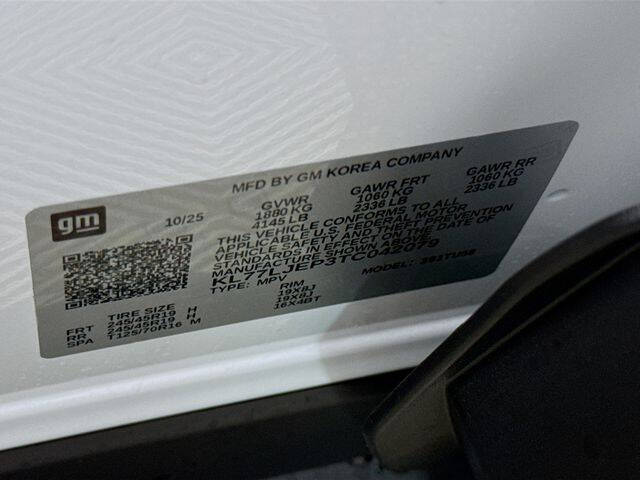 gm
10/25
MFD BY GM KOREA COMPANY
GVWR GAWR FRT GAWR RR
1880 KG 1060 KG 1060 KG
4145 LB 2336 LB 2336 LB
THIS VEHICLE CONFORMS TO ALL
APPLICABLE U.S. FEDERAL MOTOR
VEHICLE SAFETY AND THEFT PREVENTION
STANDARDS IN EFFECT ON THE DATE OF
MANUFACTURE SHOWN ABOVE.
TYPE: MPV MODEL:
TIRE SIZE RIM
FRT 245/45R19 H 19X8J
RR 245/45R19 H 19X8J
SPA T125/70R16 M 16X4BT